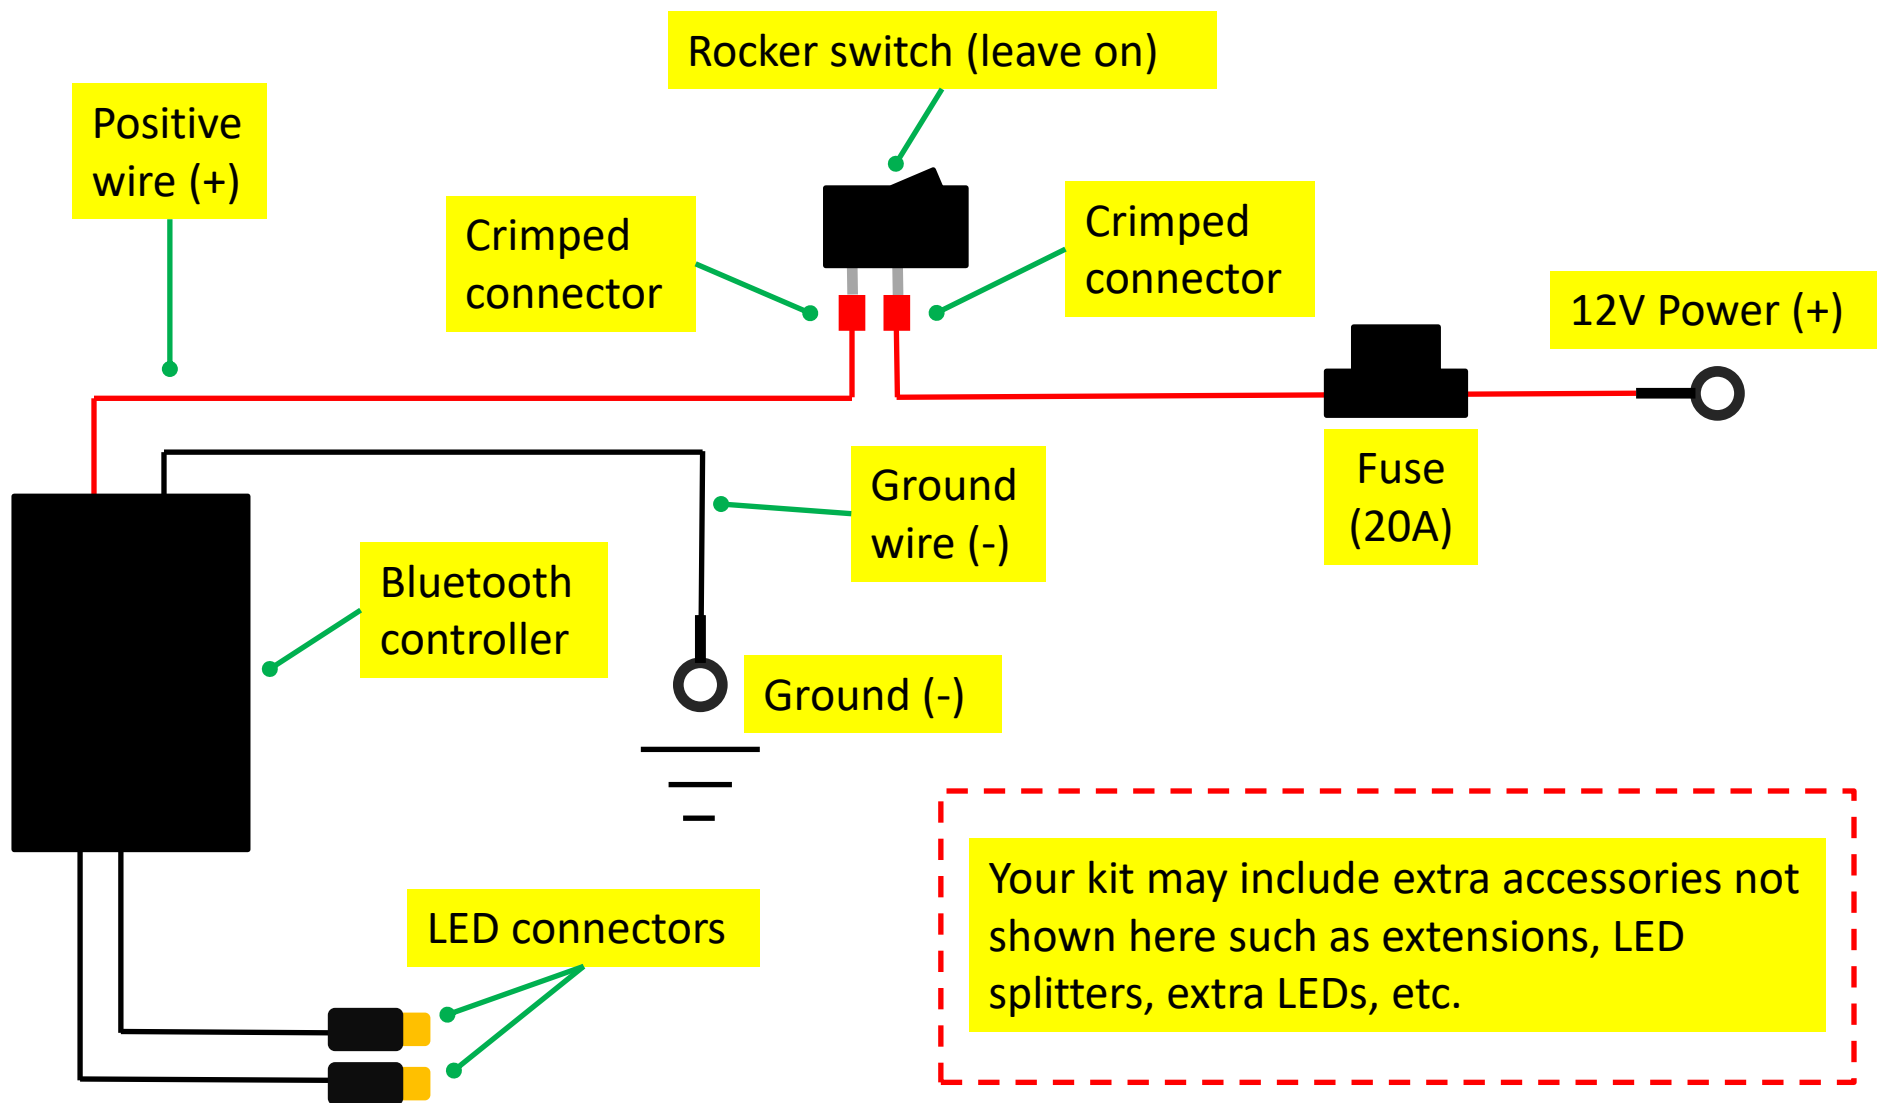 Rocker switch (leave on)
Positive
wire (+)
Crimped
connector
Crimped
connector
12V Power (+)
Fuse
(20A)
Ground
wire (-)
Bluetooth
controller
Ground (-)
LED connectors
Your kit may include extra accessories not
shown here such as extensions, LED
splitters, extra LEDs, etc.